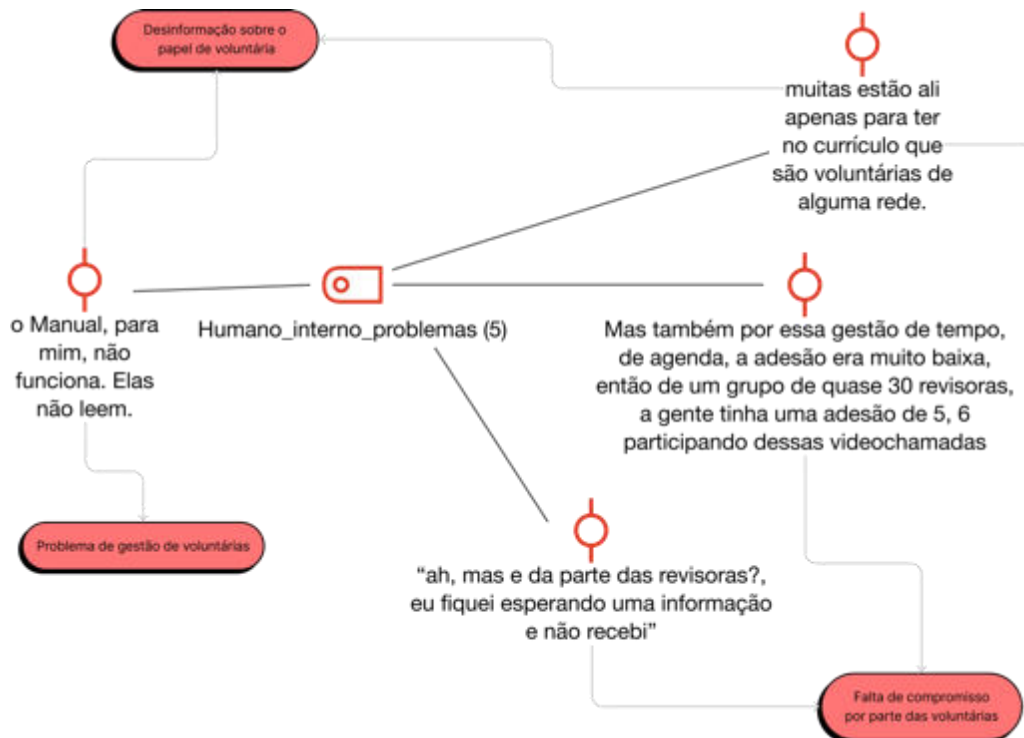 Desinformação sobre o
papel de voluntária
muitas estão ali
apenas para ter
no currículo que
são voluntárias de
alguma rede.
o Manual, para
mim, não
funciona. Elas
não leem.
Humano_interno_problemas (5)
Mas também por essa gestão de tempo,
de agenda, a adesão era muito baixa,
então de um grupo de quase 30 revisoras,
a gente tinha uma adesão de 5, 6
participando dessas videochamadas
Problema de gestão de voluntárias
“ah, mas e da parte das revisoras?,
eu fiquei esperando uma informação
e não recebi”
Falta de compromisso
por parte das voluntárias